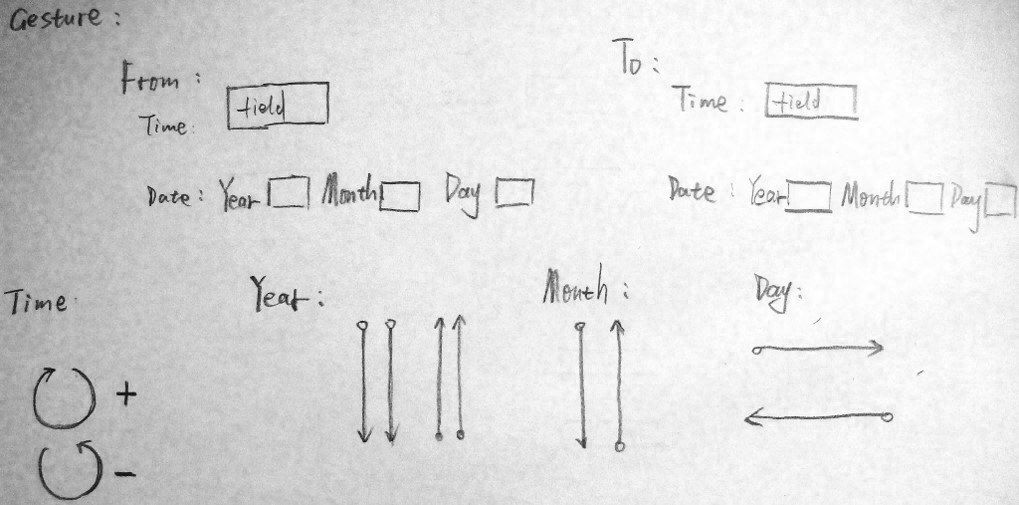 Gesture :
From :
To :
Time : field
Time : field
Date : Year Month Day
Date : Year Month Day
Time
Year :
Month :
Day :
+
-